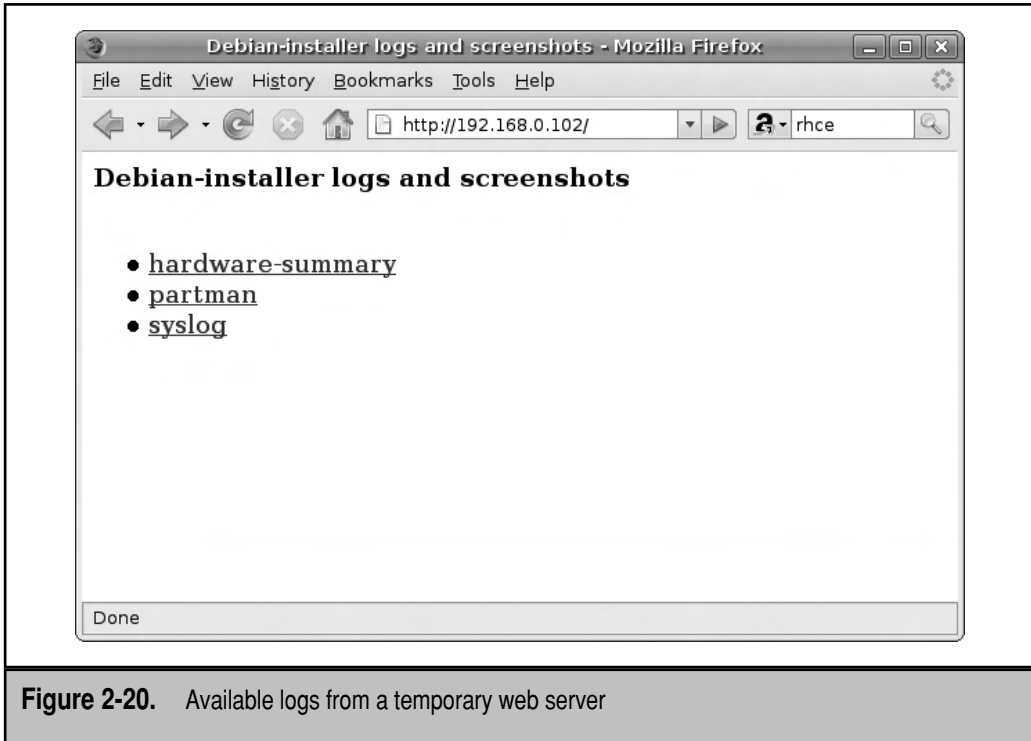 Debian-installer logs and screenshots - Mozilla Firefox
File Edit View History Bookmarks Tools Help
http://192.168.0.102/ a rhce
Debian-installer logs and screenshots
• hardware-summary
• partman
• syslog
Done
Figure 2-20. Available logs from a temporary web server